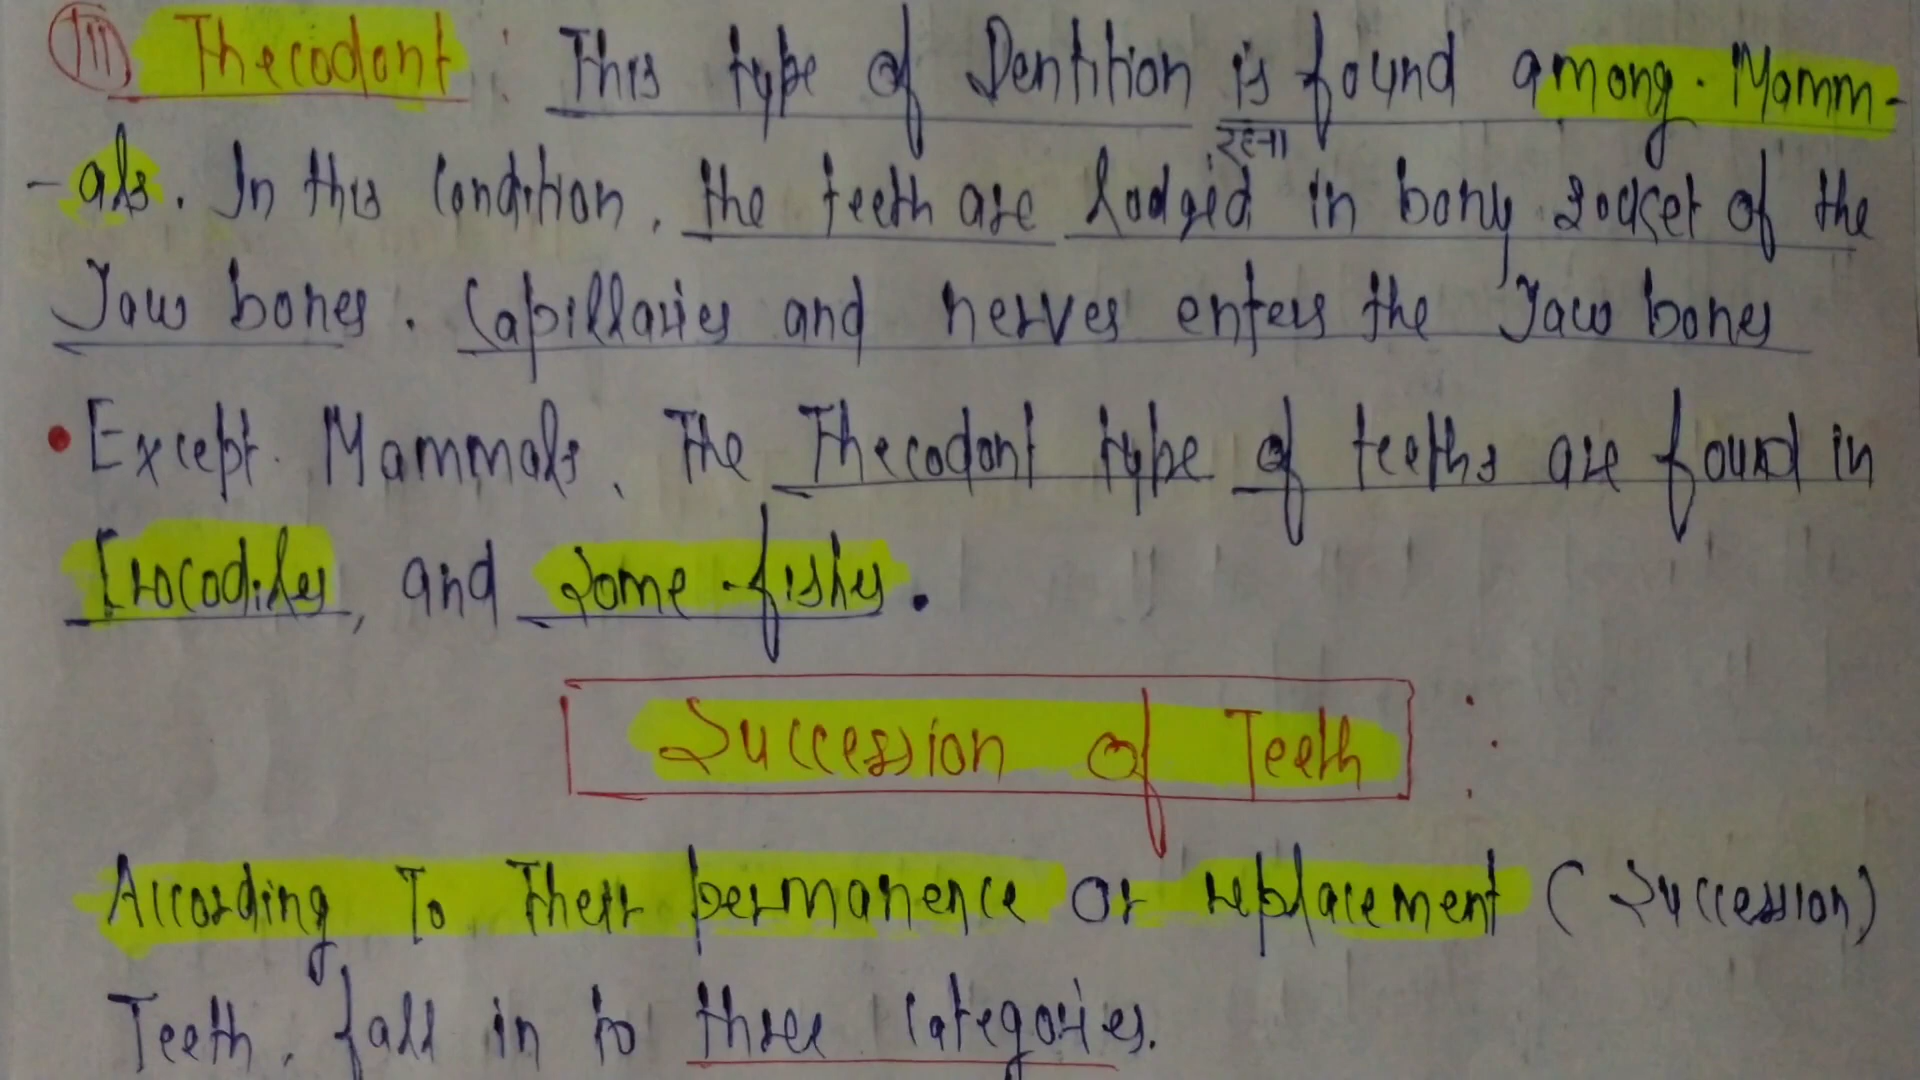 (iii) Thecodont : This type of Dentition is found among. Mamm-
रहना
-als. In this condition, the teeth are lodged in bony socket of the
Jaw bones. Capillaries and nerves enters the Jaw bones
• Except. Mammals, The Thecodont type of teeths are found in
Crocodiles, and some fishes.
Succession of Teeth :
According To Their permanence or replacement (Succession)
Teeth, fall in to three categories.